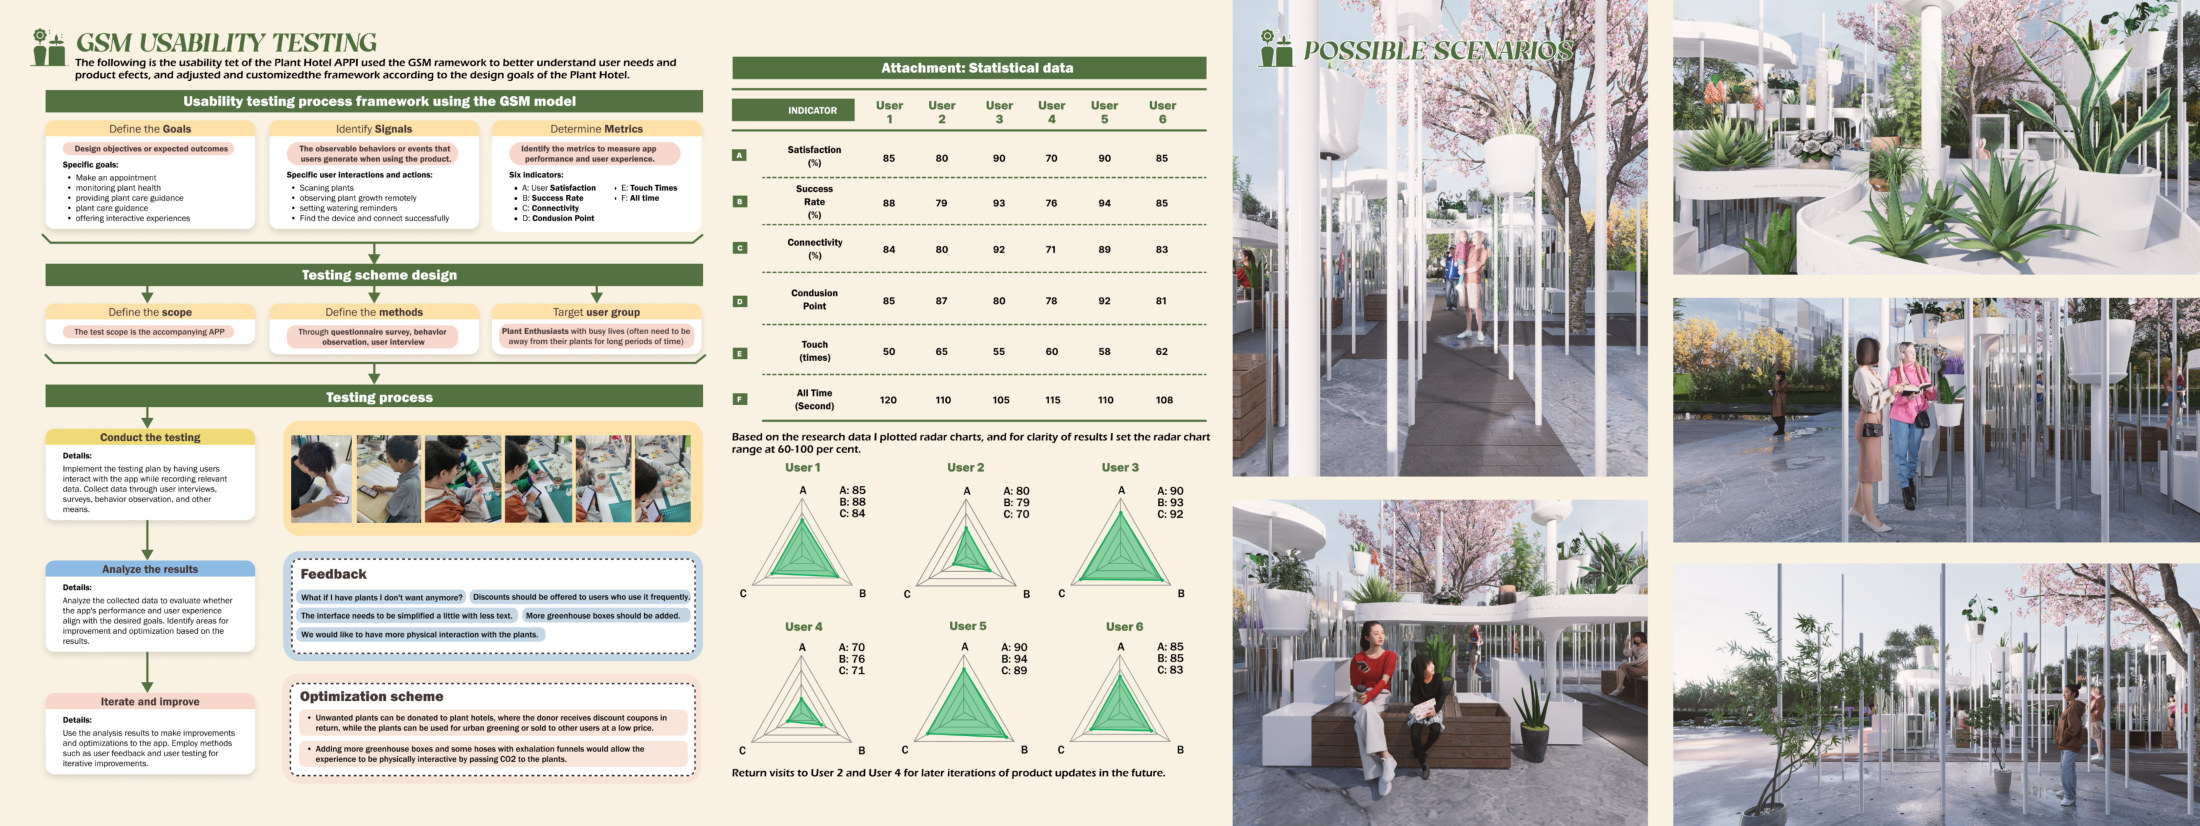 GSM USABILITY TESTING
The following is the usability tet of the Plant Hotel APPI used the GSM ramework to better understand user needs and
product efects, and adjusted and customizedthe framework according to the design goals of the Plant Hotel.
Usability testing process framework using the GSM model
Define the Goals
Design objectives or expected outcomes
Specific goals:
• Make an appointment
• monitoring plant health
• providing plant care guidance
• plant care guidance
• offering interactive experiences
Identify Signals
The observable behaviors or events that
users generate when using the product.
Specific user interactions and actions:
• Scaning plants
• observing plant growth remotely
• setting watering reminders
• Find the device and connect successfully
Determine Metrics
Identify the metrics to measure app
performance and user experience.
Six indicators:
• A: User Satisfaction
• B: Success Rate
• C: Connectivity
• D: Condusion Point
• E: Touch Times
• F: All time
Testing scheme design
Define the scope
The test scope is the accompanying APP
Define the methods
Through questionnaire survey, behavior
observation, user interview
Target user group
Plant Enthusiasts with busy lives (often need to be
away from their plants for long periods of time)
Testing process
Conduct the testing
Details:
Implement the testing plan by having users
interact with the app while recording relevant
data. Collect data through user interviews,
surveys, behavior observation, and other
means.
Analyze the results
Details:
Analyze the collected data to evaluate whether
the app's performance and user experience
align with the desired goals. Identify areas for
improvement and optimization based on the
results.
Iterate and improve
Details:
Use the analysis results to make improvements
and optimizations to the app. Employ methods
such as user feedback and user testing for
iterative improvements.
Feedback
What if I have plants I don't want anymore?
Discounts should be offered to users who use it frequently.
The interface needs to be simplified a little with less text.
More greenhouse boxes should be added.
We would like to have more physical interaction with the plants.
Optimization scheme
• Unwanted plants can be donated to plant hotels, where the donor receives discount coupons in
return, while the plants can be used for urban greening or sold to other users at a low price.
• Adding more greenhouse boxes and some hoses with exhalation funnels would allow the
experience to be physically interactive by passing CO2 to the plants.
Attachment: Statistical data
INDICATOR User 1 User 2 User 3 User 4 User 5 User 6
A Satisfaction (%) 85 80 90 70 90 85
B Success Rate (%) 88 79 93 76 94 85
C Connectivity (%) 84 80 92 71 89 83
D Condusion Point 85 87 80 78 92 81
E Touch (times) 50 65 55 60 58 62
F All Time (Second) 120 110 105 115 110 108
Based on the research data I plotted radar charts, and for clarity of results I set the radar chart
range at 60-100 per cent.
User 1
A
A: 85
B: 88
C: 84
C B
User 2
A
A: 80
B: 79
C: 70
C B
User 3
A
A: 90
B: 93
C: 92
C B
User 4
A
A: 70
B: 76
C: 71
C B
User 5
A
A: 90
B: 94
C: 89
C B
User 6
A
A: 85
B: 85
C: 83
C B
Return visits to User 2 and User 4 for later iterations of product updates in the future.
POSSIBLE SCENARIOS